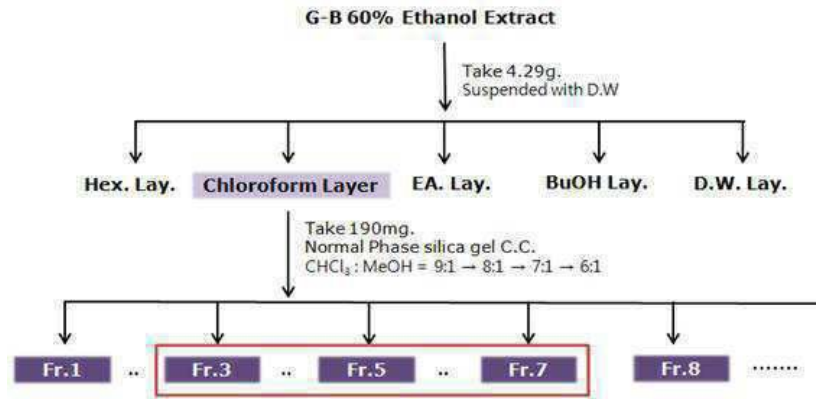 G-B 60% Ethanol Extract
Take 4.29g.
Suspended with D.W
Hex. Lay. Chloroform Layer EA. Lay. BuOH Lay. D.W. Lay.
Take 190mg.
Normal Phase silica gel C.C.
CHCl₃ : MeOH = 9:1 → 8:1 → 7:1 → 6:1
Fr.1 .. Fr.3 .. Fr.5 .. Fr.7 Fr.8 .......